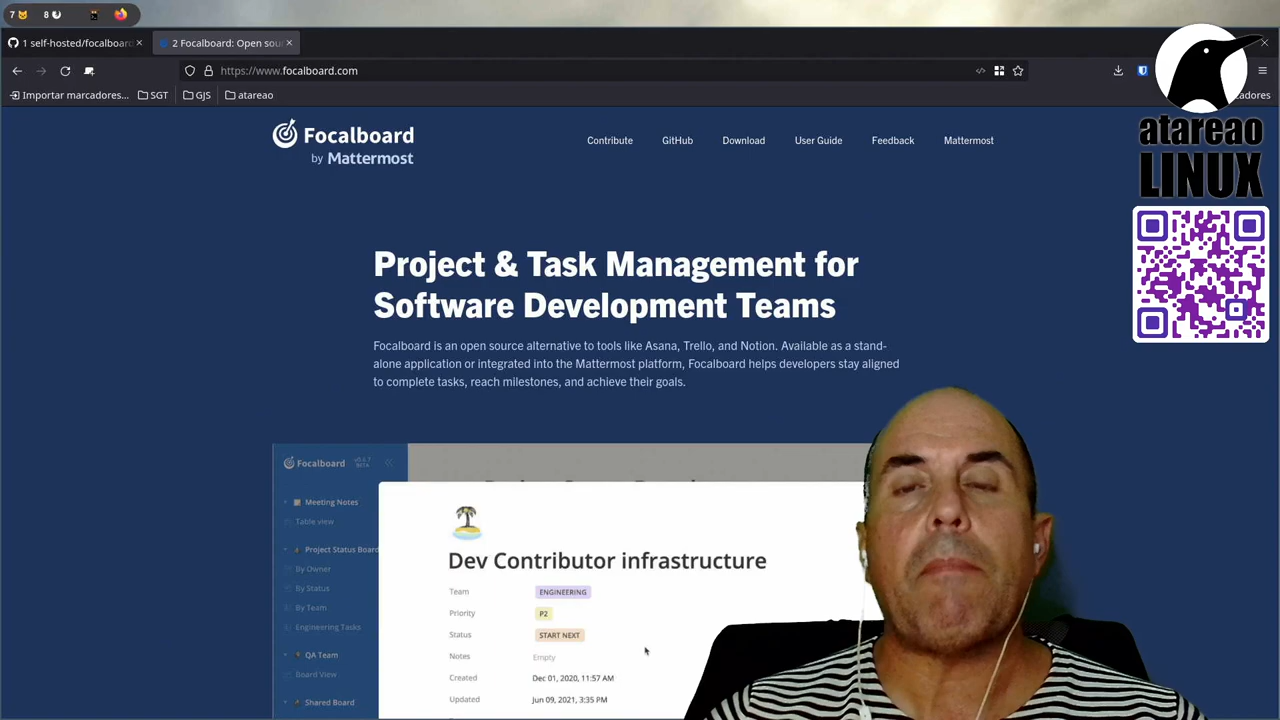 7
8
1 self-hosted/focalboard
2 Focalboard: Open sou
https://www.focalboard.com
Importar marcadores...
SGT
GJS
atareao
cadores
atareao
LINUX
Focalboard
by Mattermost
Contribute
GitHub
Download
User Guide
Feedback
Mattermost
Project & Task Management for
Software Development Teams
Focalboard is an open source alternative to tools like Asana, Trello, and Notion. Available as a stand-
alone application or integrated into the Mattermost platform, Focalboard helps developers stay aligned
to complete tasks, reach milestones, and achieve their goals.
Focalboard
BETA
Meeting Notes
Table view
Project Status Board
By Owner
By Status
By Team
Engineering Tasks
QA Team
Board View
Shared Board
Dev Contributor infrastructure
Team ENGINEERING
Priority P2
Status START NEXT
Notes Empty
Created Dec 01, 2020, 11:57 AM
Updated Jun 09, 2021, 3:35 PM